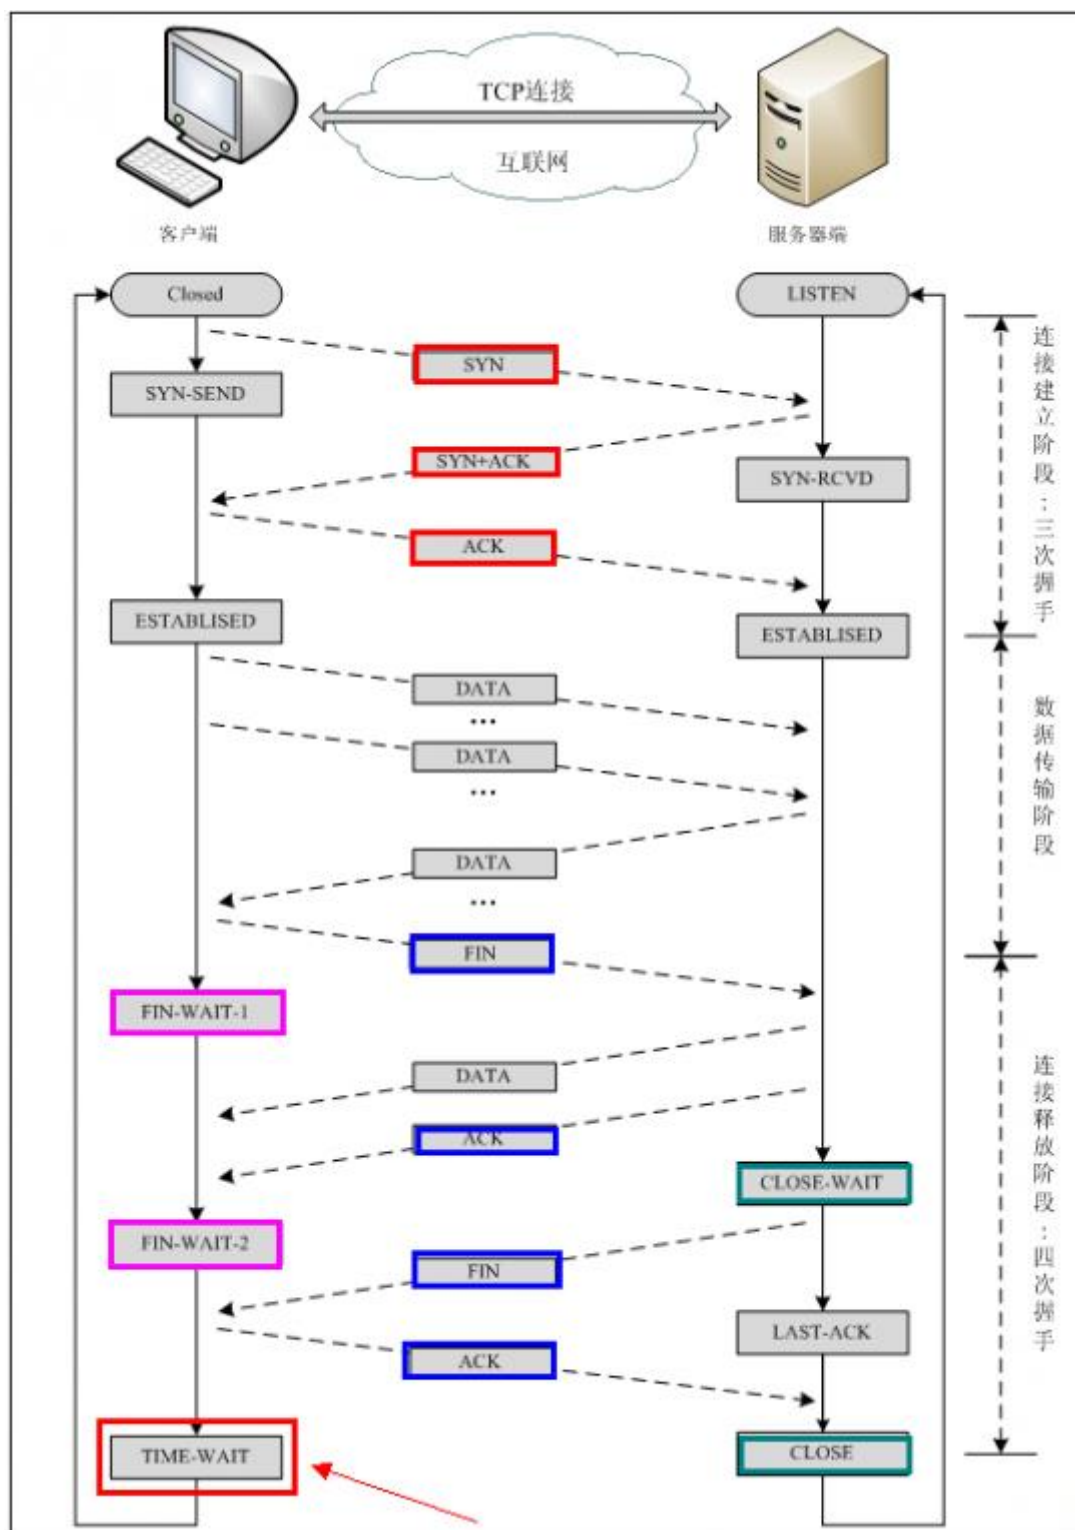 TCP连接
互联网
客户端
服务器端
Closed
LISTEN
SYN
SYN-SEND
SYN+ACK
SYN-RCVD
ACK
ESTABLISED
ESTABLISED
连接建立阶段：三次握手
DATA
...
DATA
...
DATA
...
数据传输阶段
FIN
FIN-WAIT-1
DATA
ACK
CLOSE-WAIT
FIN-WAIT-2
FIN
LAST-ACK
ACK
TIME-WAIT
CLOSE
连接释放阶段：四次握手